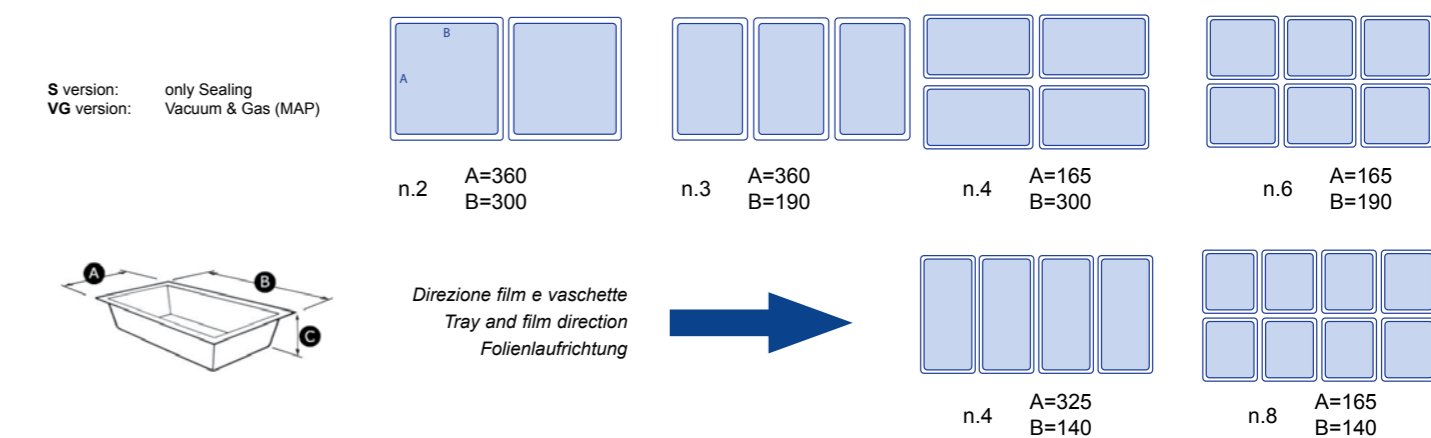 S version: only Sealing
VG version: Vacuum & Gas (MAP)
B
A
n.2 A=360
B=300
n.3 A=360
B=190
n.4 A=165
B=300
n.6 A=165
B=190
A
B
C
Direzione film e vaschette
Tray and film direction
Folienlaufrichtung
n.4 A=325
B=140
n.8 A=165
B=140